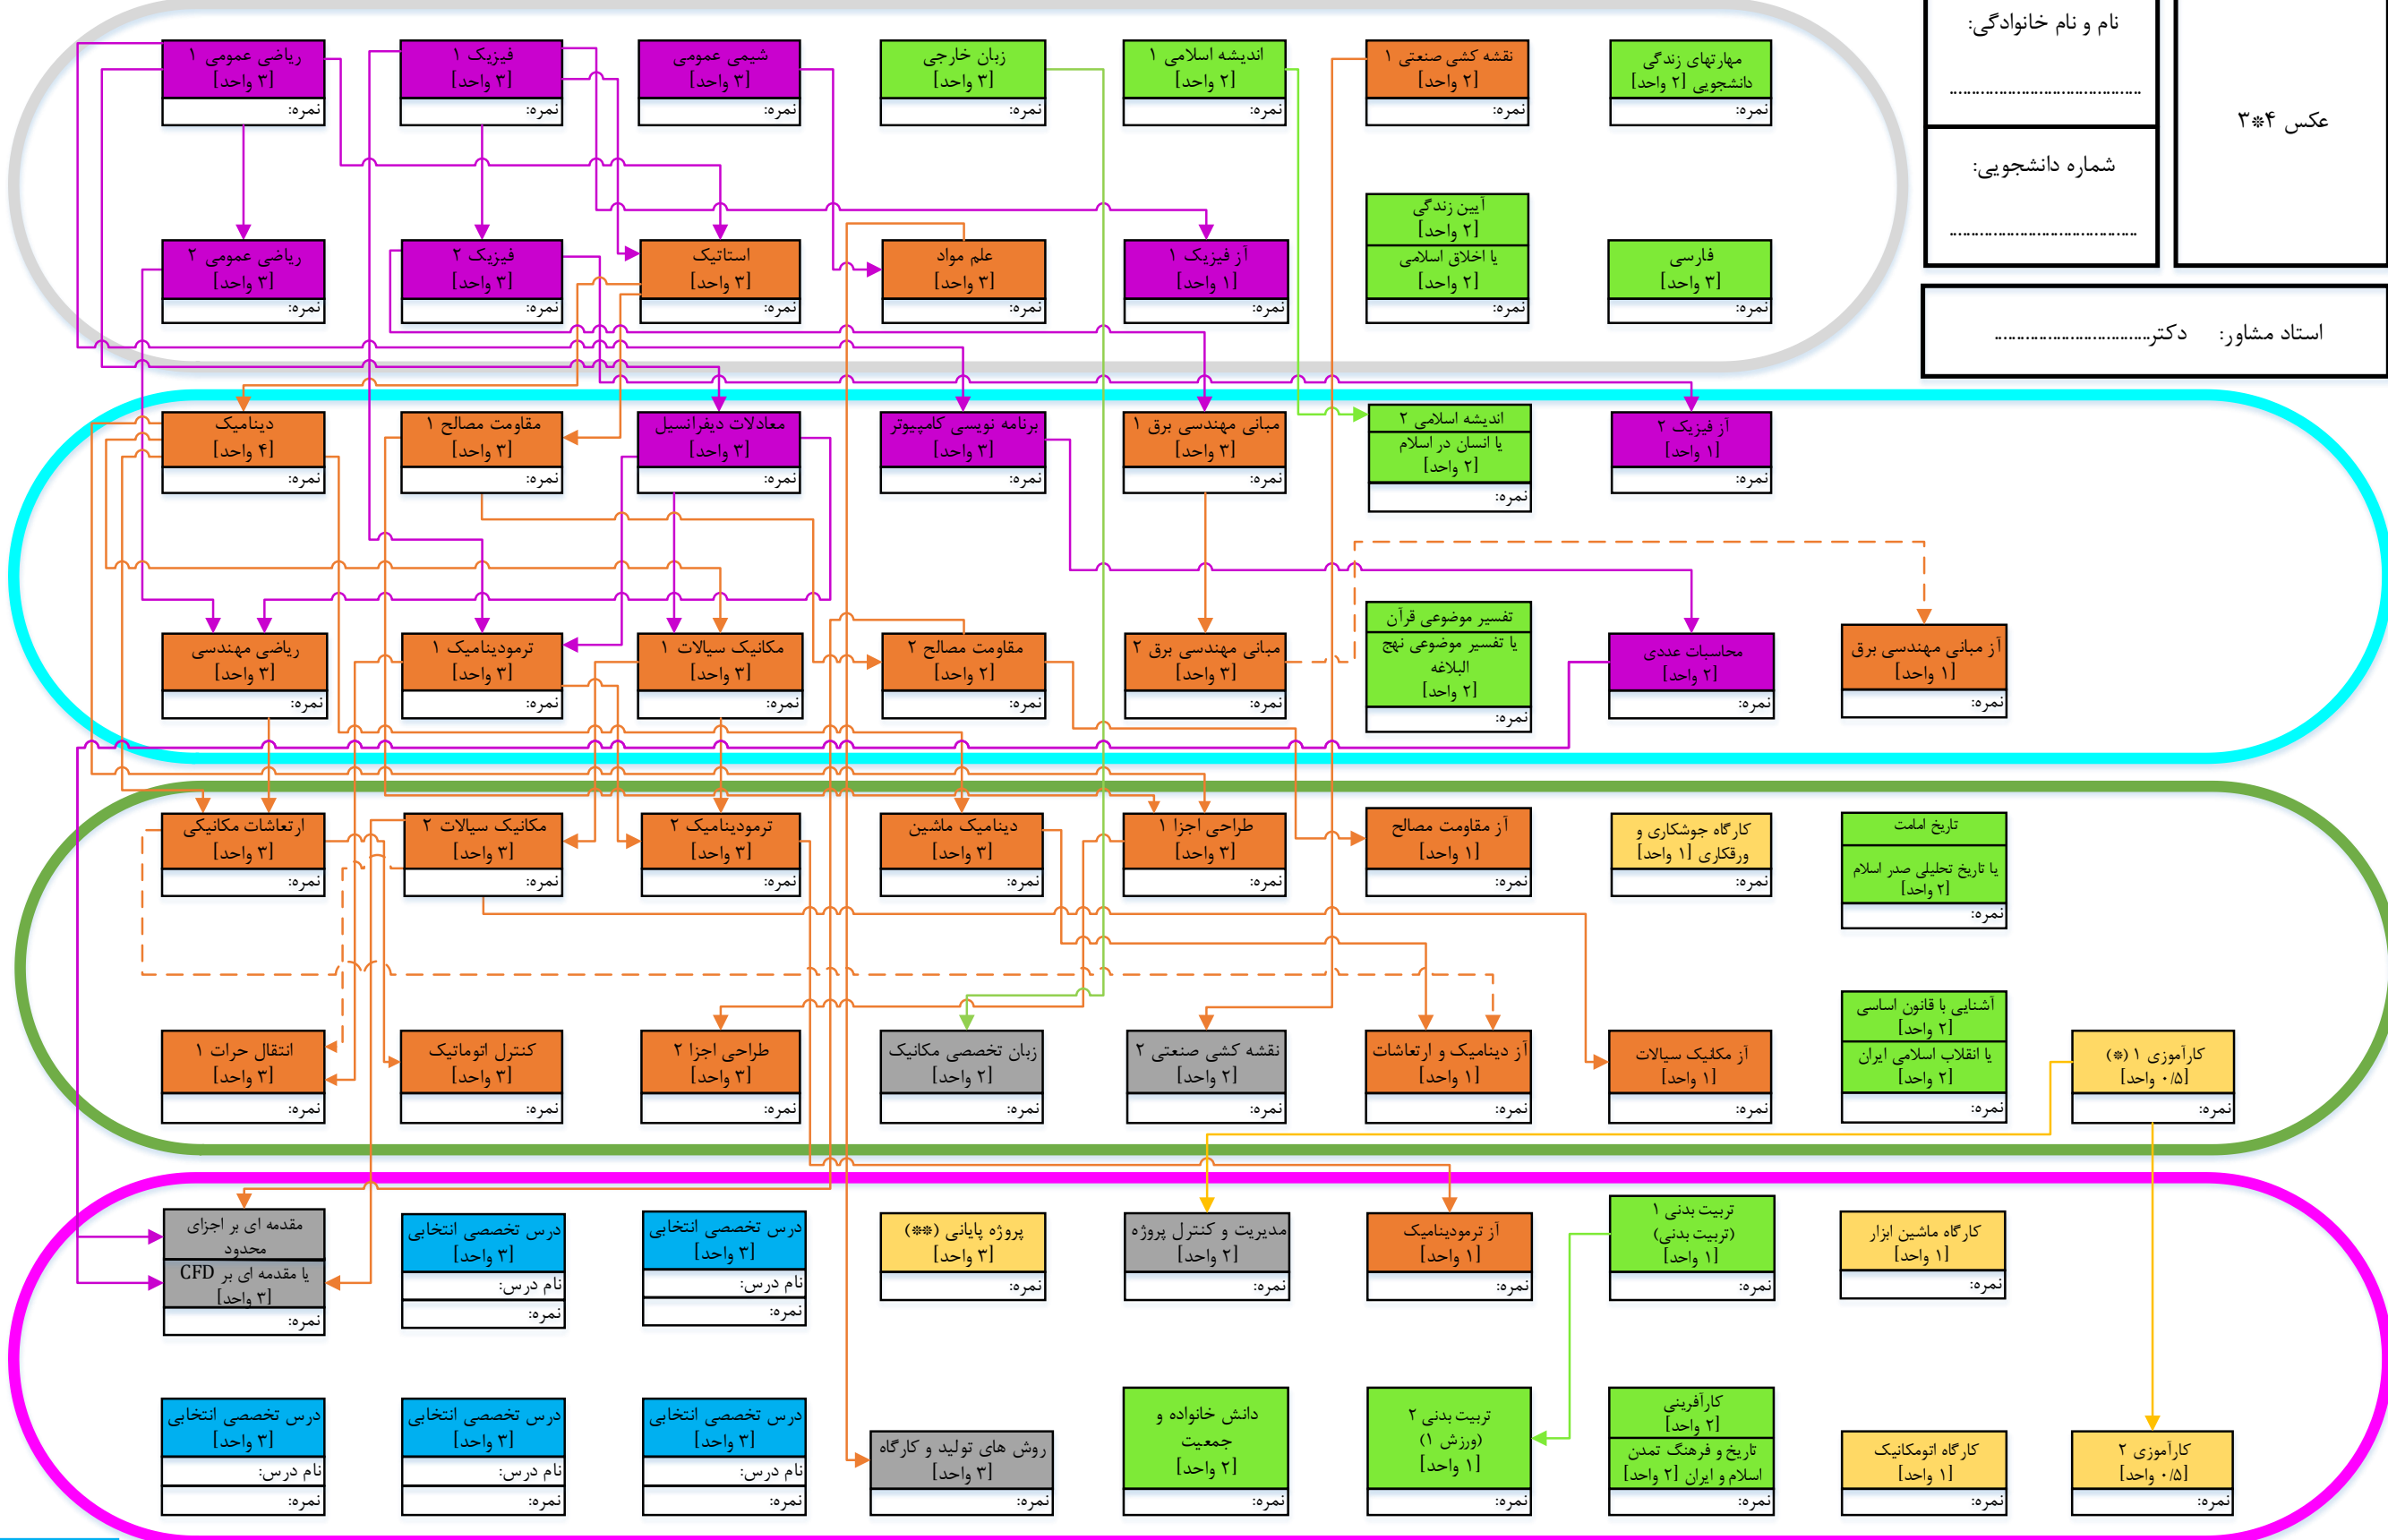 نام و نام خانوادگی:
......................................
شماره دانشجویی:
......................................
عکس ۴*۳
استاد مشاور: دکتر...............................
مهارتهای زندگی
دانشجویی [۲ واحد]
نمره:
نقشه کشی صنعتی ۱
[۲ واحد]
نمره:
اندیشه اسلامی ۱
[۲ واحد]
نمره:
زبان خارجی
[۳ واحد]
نمره:
شیمی عمومی
[۳ واحد]
نمره:
فیزیک ۱
[۳ واحد]
نمره:
ریاضی عمومی ۱
[۳ واحد]
نمره:
فارسی
[۳ واحد]
نمره:
آیین زندگی
[۲ واحد]
یا اخلاق اسلامی
[۲ واحد]
نمره:
آز فیزیک ۱
[۱ واحد]
نمره:
علم مواد
[۳ واحد]
نمره:
استاتیک
[۳ واحد]
نمره:
فیزیک ۲
[۳ واحد]
نمره:
ریاضی عمومی ۲
[۳ واحد]
نمره:
آز فیزیک ۲
[۱ واحد]
نمره:
اندیشه اسلامی ۲
یا انسان در اسلام
[۲ واحد]
نمره:
مبانی مهندسی برق ۱
[۳ واحد]
نمره:
برنامه نویسی کامپیوتر
[۳ واحد]
نمره:
معادلات دیفرانسیل
[۳ واحد]
نمره:
مقاومت مصالح ۱
[۳ واحد]
نمره:
دینامیک
[۴ واحد]
نمره:
آز مبانی مهندسی برق
[۱ واحد]
نمره:
محاسبات عددی
[۲ واحد]
نمره:
تفسیر موضوعی قرآن
یا تفسیر موضوعی نهج
البلاغه
[۲ واحد]
نمره:
مبانی مهندسی برق ۲
[۳ واحد]
نمره:
مقاومت مصالح ۲
[۲ واحد]
نمره:
مکانیک سیالات ۱
[۳ واحد]
نمره:
ترمودینامیک ۱
[۳ واحد]
نمره:
ریاضی مهندسی
[۳ واحد]
نمره:
تاریخ امامت
یا تاریخ تحلیلی صدر اسلام
[۲ واحد]
نمره:
کارگاه جوشکاری و
ورقکاری [۱ واحد]
نمره:
آز مقاومت مصالح
[۱ واحد]
نمره:
طراحی اجزا ۱
[۳ واحد]
نمره:
دینامیک ماشین
[۳ واحد]
نمره:
ترمودینامیک ۲
[۳ واحد]
نمره:
مکانیک سیالات ۲
[۳ واحد]
نمره:
ارتعاشات مکانیکی
[۳ واحد]
نمره:
کارآموزی ۱ (*)
[۰/۵ واحد]
نمره:
آشنایی با قانون اساسی
[۲ واحد]
یا انقلاب اسلامی ایران
[۲ واحد]
نمره:
آز مکانیک سیالات
[۱ واحد]
نمره:
آز دینامیک و ارتعاشات
[۱ واحد]
نمره:
نقشه کشی صنعتی ۲
[۲ واحد]
نمره:
زبان تخصصی مکانیک
[۲ واحد]
نمره:
طراحی اجزا ۲
[۳ واحد]
نمره:
کنترل اتوماتیک
[۳ واحد]
نمره:
انتقال حرات ۱
[۳ واحد]
نمره:
کارگاه ماشین ابزار
[۱ واحد]
نمره:
تربیت بدنی ۱
(تربیت بدنی)
[۱ واحد]
نمره:
آز ترمودینامیک
[۱ واحد]
نمره:
مدیریت و کنترل پروژه
[۲ واحد]
نمره:
پروژه پایانی (**)
[۳ واحد]
نمره:
درس تخصصی انتخابی
[۳ واحد]
نام درس:
نمره:
درس تخصصی انتخابی
[۳ واحد]
نام درس:
نمره:
مقدمه ای بر اجزای
محدود
یا مقدمه ای بر CFD
[۳ واحد]
نمره:
کارآموزی ۲
[۰/۵ واحد]
نمره:
کارگاه اتومکانیک
[۱ واحد]
نمره:
کارآفرینی
[۲ واحد]
تاریخ و فرهنگ تمدن
اسلام و ایران [۲ واحد]
نمره:
تربیت بدنی ۲
(ورزش ۱)
[۱ واحد]
نمره:
دانش خانواده و
جمعیت
[۲ واحد]
نمره:
روش های تولید و کارگاه
[۳ واحد]
نمره:
درس تخصصی انتخابی
[۳ واحد]
نام درس:
نمره:
درس تخصصی انتخابی
[۳ واحد]
نام درس:
نمره:
درس تخصصی انتخابی
[۳ واحد]
نام درس:
نمره: